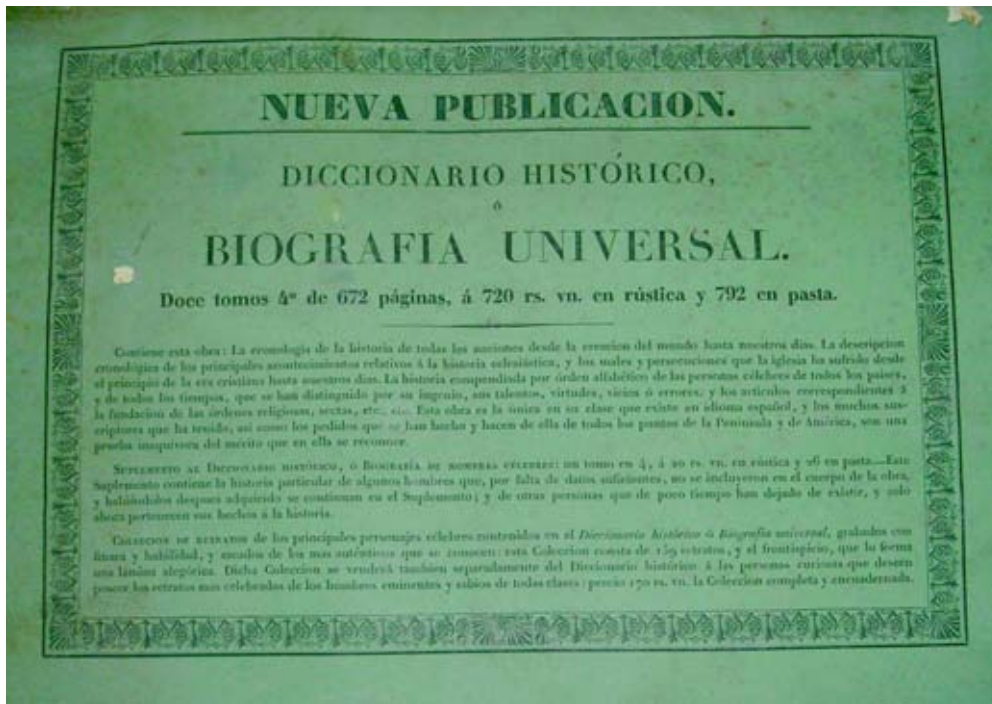 NUEVA PUBLICACION.
DICCIONARIO HISTÓRICO,
ó
BIOGRAFIA UNIVERSAL.
Doce tomos 4º de 672 páginas, á 720 rs. vn. en rústica y 792 en pasta.
Contiene esta obra: La cronología de la historia de todas las naciones desde la creacion del mundo hasta nuestros dias. La descripcion
cronológica de los principales acontecimientos relativos á la historia eclesiástica, y los males y persecuciones que la iglesia ha sufrido desde
el principio de la era cristiana hasta nuestros dias. La historia compendiada por órden alfabético de las personas célebres de todos los paises,
y de todos los tiempos, que se han distinguido por su ingenio, sus talentos, virtudes, vicios ó errores, y los artículos correspondientes á
la fundacion de las órdenes religiosas, sectas, etc., etc. Esta obra es la única en su clase que existe en idioma español, y los muchos sus-
criptores que ha tenido, asi como los pedidos que se han hecho y hacen de ella de todos los puntos de la Península y de América, son una
prueba inequívoca del mérito que en ella se reconoce.
SUPLEMENTO AL DICCIONARIO HISTÓRICO, Ó BIOGRAFÍA DE HOMBRES CÉLEBRES: un tomo en 4, á 20 rs. vn. en rústica y 26 en pasta.—Este
Suplemento contiene la historia particular de algunos hombres que, por falta de datos suficientes, no se incluyeron en el cuerpo de la obra,
y habiéndolos despues adquirido se continuan en el Suplemento; y de otras personas que de poco tiempo han dejado de existir, y solo
ahora pertenecen sus hechos á la historia.
COLECCION DE RETRATOS de los principales personajes célebres contenidos en el Diccionario histórico ó Biografía universal, grabados con
finura y habilidad, y sacados de los mas auténticos que se conocen: esta Coleccion consta de 159 retratos, y el frontispicio, que la forma
una lámina alegórica. Dicha Coleccion se venderá tambien separadamente del Diccionario histórico á las personas curiosas que deseen
poseer los retratos mas celebrados de los hombres eminentes y sabios de todas clases: precio 170 rs. vn. la Coleccion completa y encuadernada.